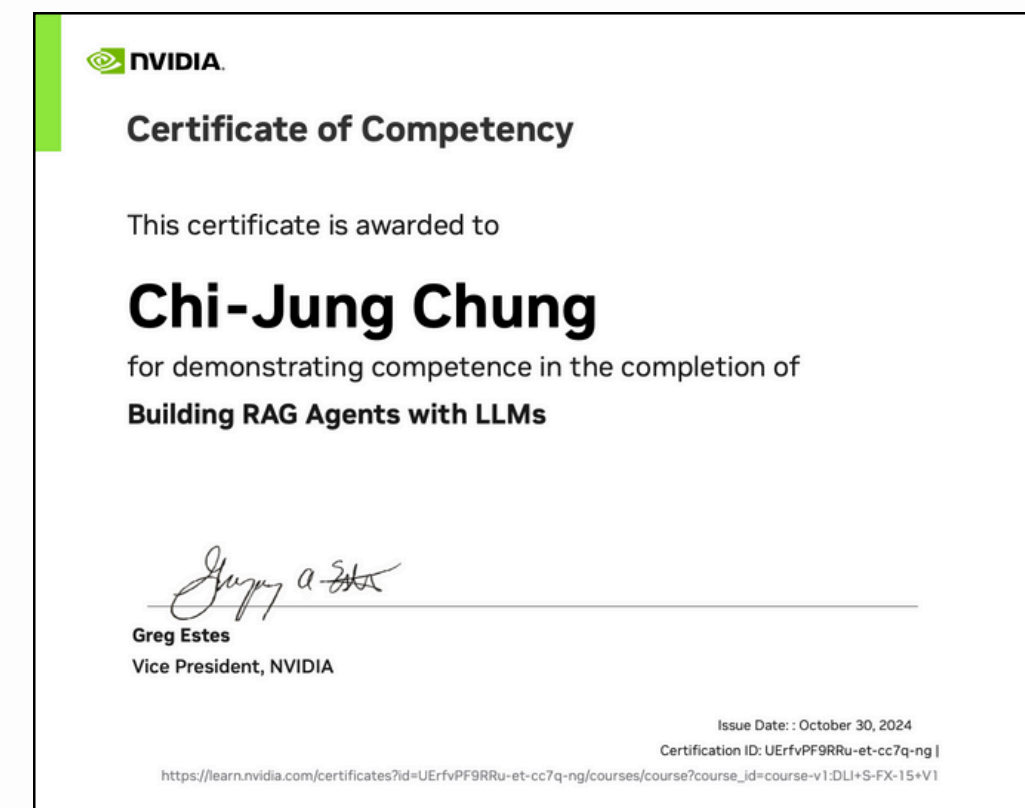 NVIDIA.
Certificate of Competency
This certificate is awarded to
Chi-Jung Chung
for demonstrating competence in the completion of
Building RAG Agents with LLMs
Greg Estes
Vice President, NVIDIA
Issue Date: : October 30, 2024
Certification ID: UErfvPF9RRu-et-cc7q-ng |
https://learn.nvidia.com/certificates?id=UErfvPF9RRu-et-cc7q-ng/courses/course?course_id=course-v1:DLI+S-FX-15+V1